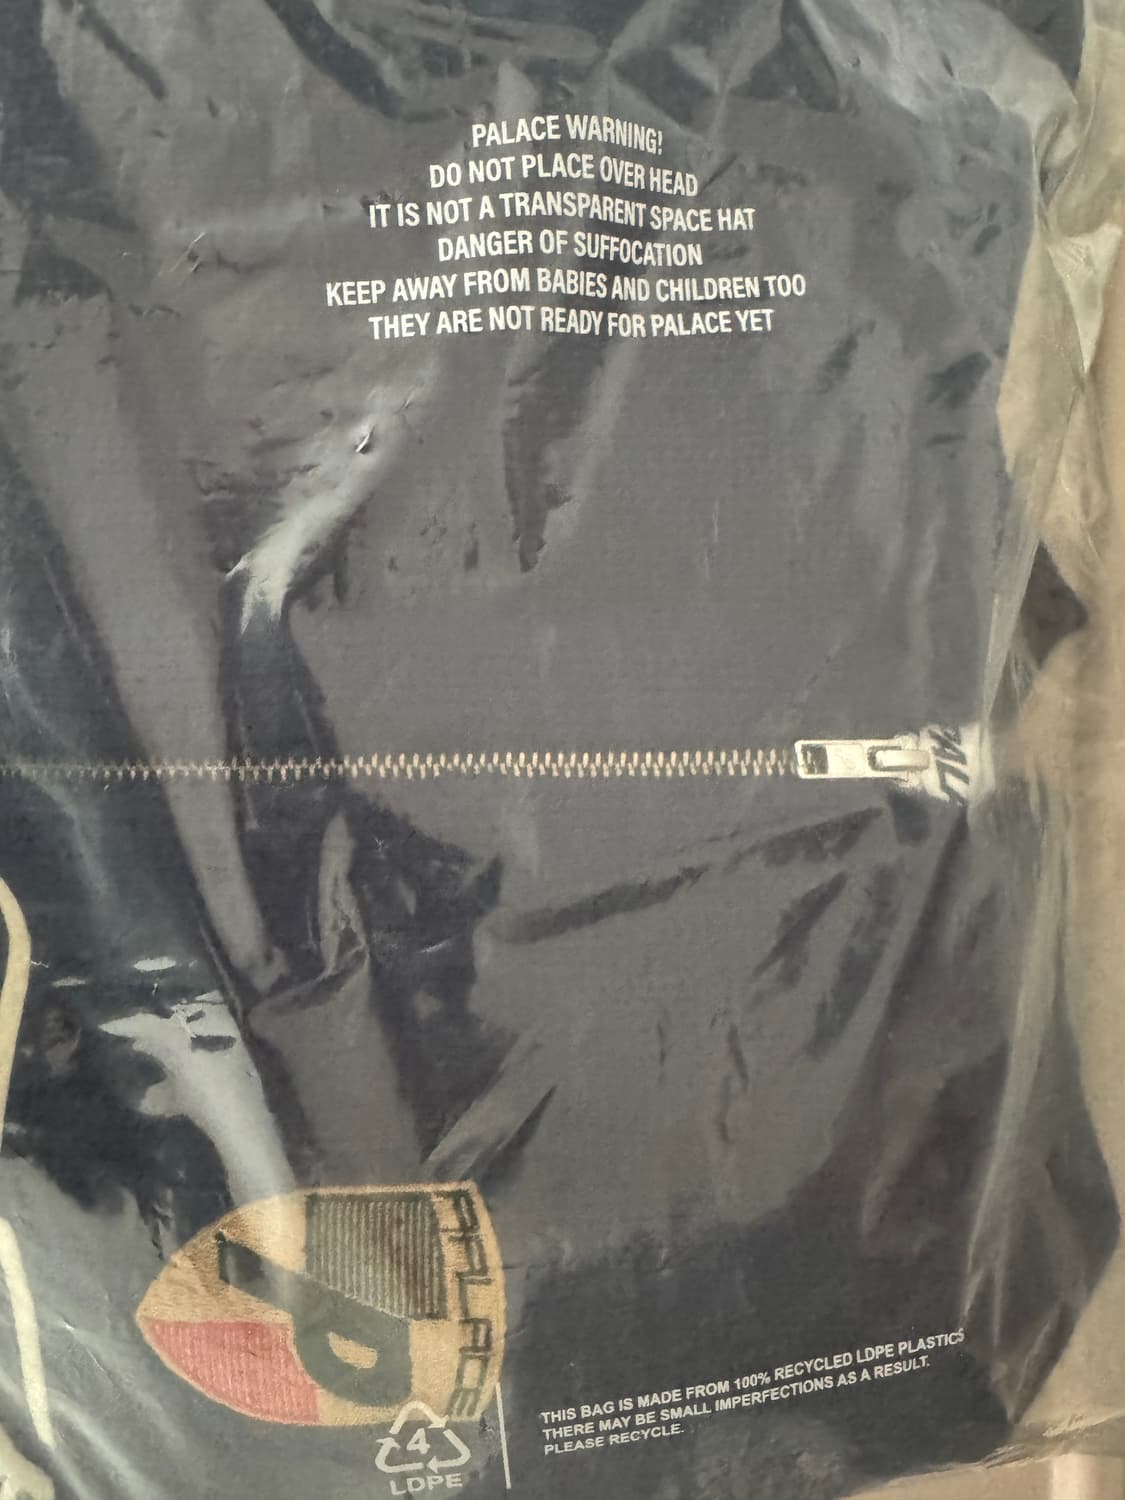 PALACE WARNING!
DO NOT PLACE OVER HEAD
IT IS NOT A TRANSPARENT SPACE HAT
DANGER OF SUFFOCATION
KEEP AWAY FROM BABIES AND CHILDREN TOO
THEY ARE NOT READY FOR PALACE YET
PAL
PALACE
4
LDPE
THIS BAG IS MADE FROM 100% RECYCLED LDPE PLASTICS
THERE MAY BE SMALL IMPERFECTIONS AS A RESULT.
PLEASE RECYCLE.